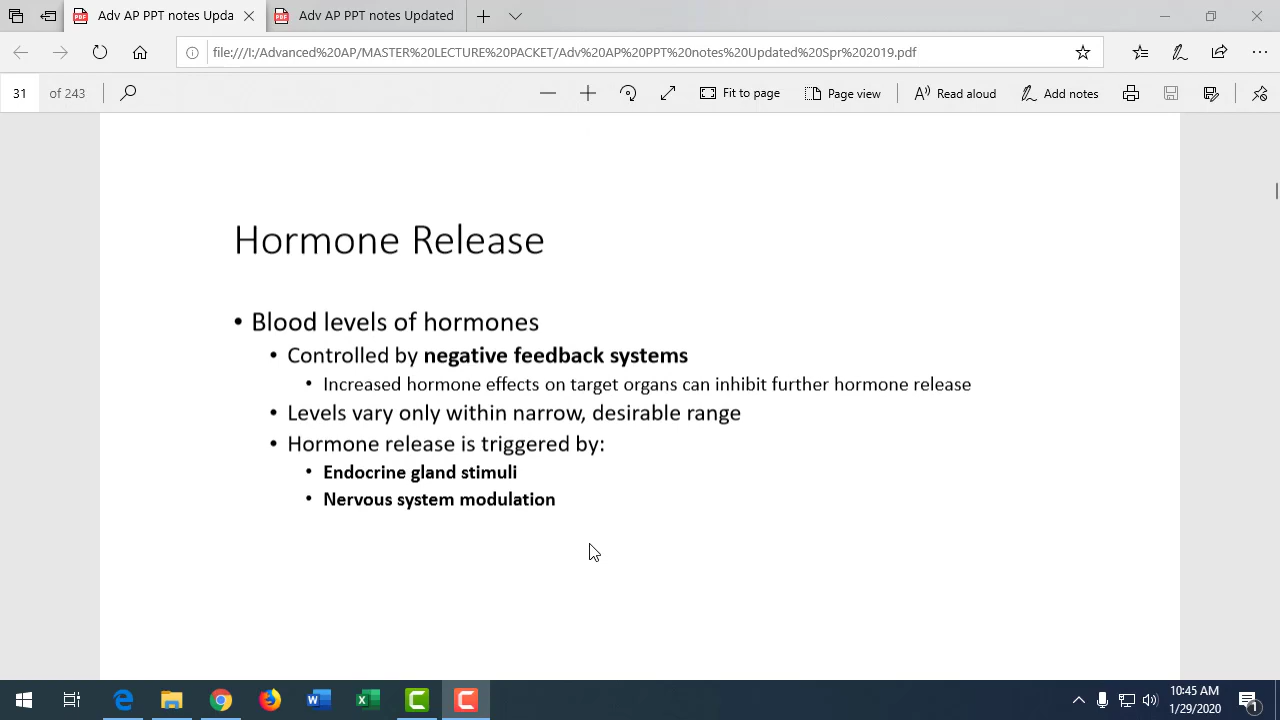 Adv AP PPT notes Upda
Adv AP PPT notes Updated
file:///I:/Advanced%20AP/MASTER%20LECTURE%20PACKET/Adv%20AP%20PPT%20notes%20Updated%20Spr%202019.pdf
31 of 243 Fit to page Page view Read aloud Add notes
Hormone Release
• Blood levels of hormones
• Controlled by negative feedback systems
• Increased hormone effects on target organs can inhibit further hormone release
• Levels vary only within narrow, desirable range
• Hormone release is triggered by:
• Endocrine gland stimuli
• Nervous system modulation
10:45 AM
1/29/2020
1